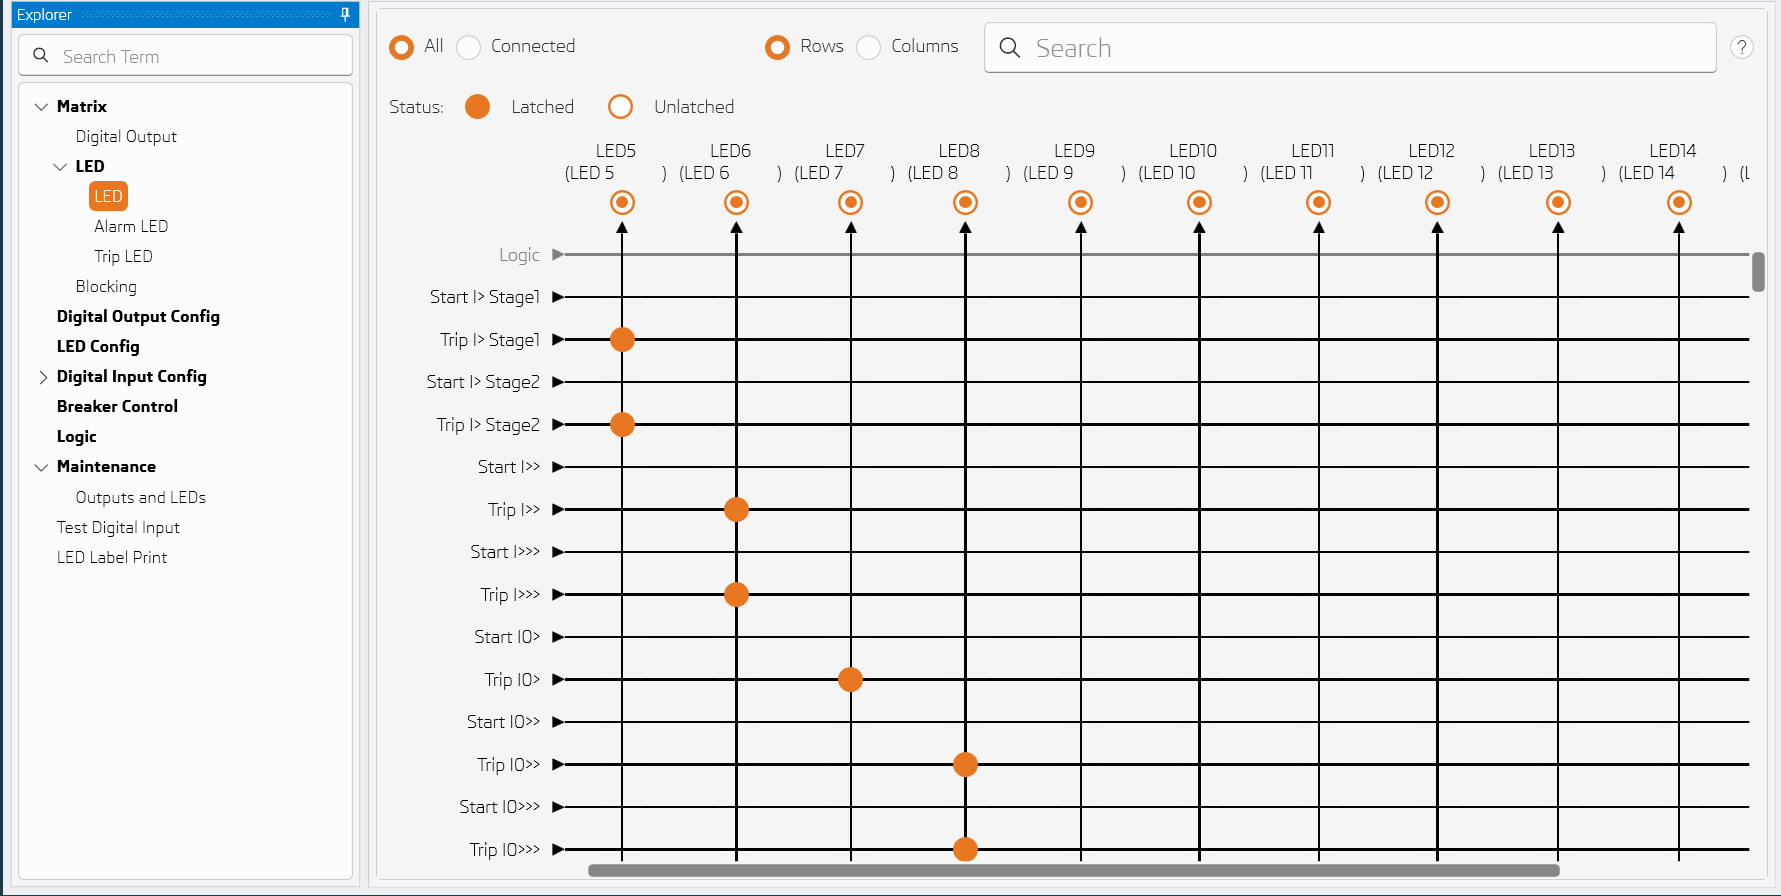 Explorer
Search Term
Matrix
Digital Output
LED
LED
Alarm LED
Trip LED
Blocking
Digital Output Config
LED Config
Digital Input Config
Breaker Control
Logic
Maintenance
Outputs and LEDs
Test Digital Input
LED Label Print
All Connected Rows Columns Search ?
Status: Latched Unlatched
LED5 LED6 LED7 LED8 LED9 LED10 LED11 LED12 LED13 LED14
(LED 5 ) (LED 6 ) (LED 7 ) (LED 8 ) (LED 9 ) (LED 10 ) (LED 11 ) (LED 12 ) (LED 13 ) (LED 14 )
Logic
Start I> Stage1
Trip I> Stage1
Start I> Stage2
Trip I> Stage2
Start I>>
Trip I>>
Start I>>>
Trip I>>>
Start I0>
Trip I0>
Start I0>>
Trip I0>>
Start I0>>>
Trip I0>>>